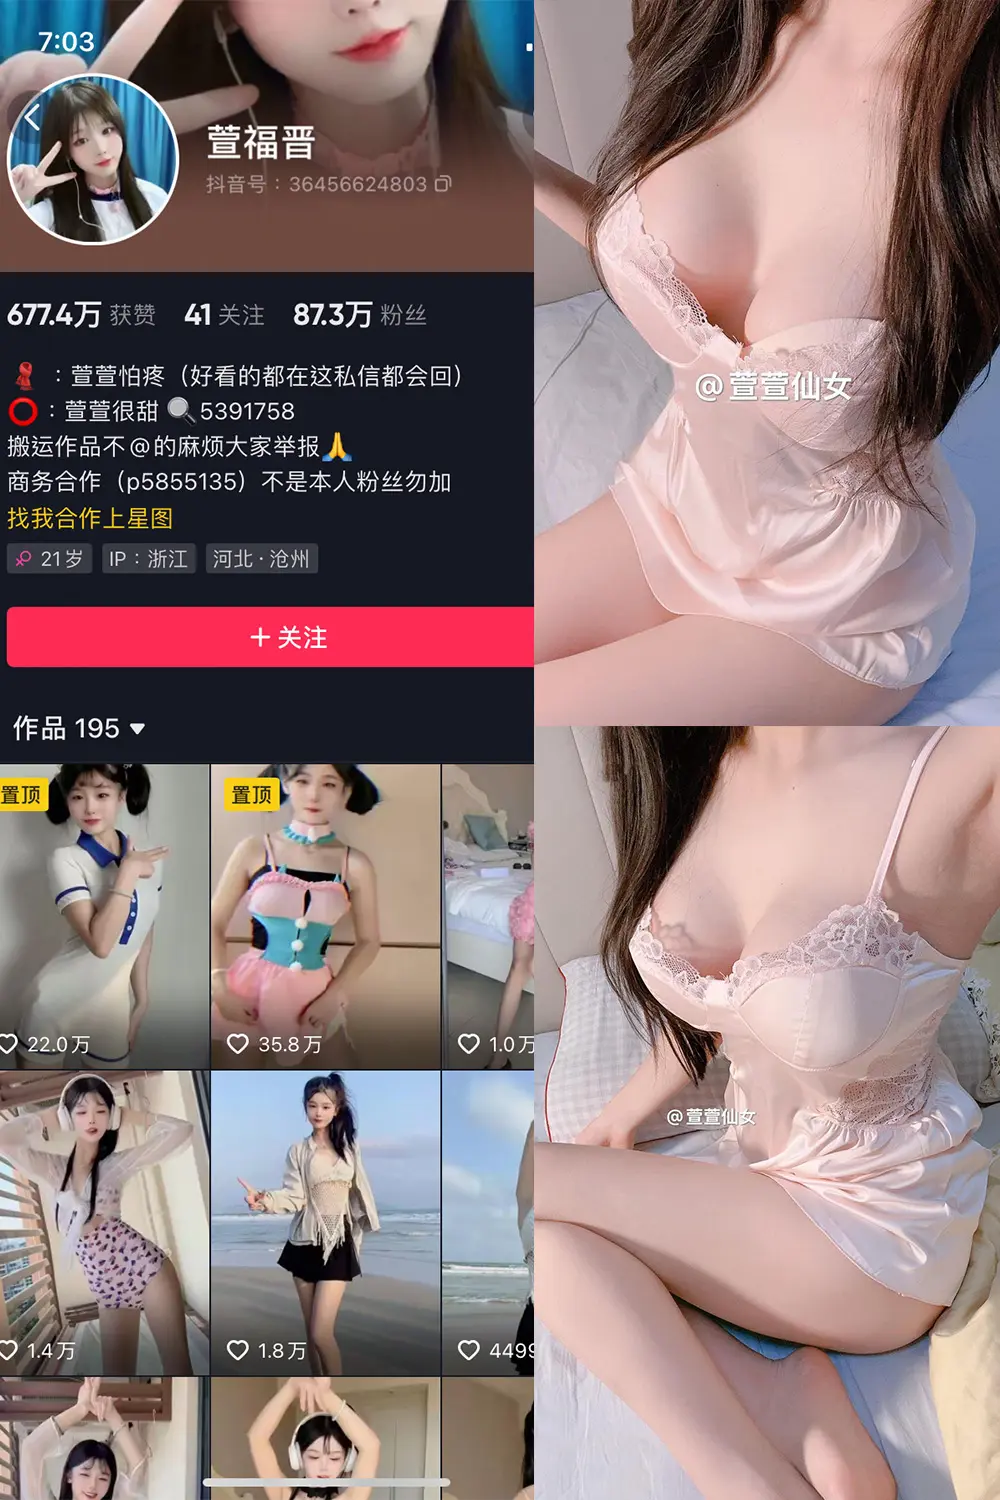 7:03
萱福晋
抖音号：36456624803
677.4万 获赞 41 关注 87.3万 粉丝
：萱萱怕疼（好看的都在这私信都会回）
：萱萱很甜 🔍5391758
搬运作品不@的麻烦大家举报🙏
商务合作（p5855135）不是本人粉丝勿加
找我合作上星图
21岁 IP：浙江 河北·沧州
+ 关注
作品 195
置顶
置顶
22.0万
35.8万
1.0万
1.4万
1.8万
4499
@萱萱仙女
@萱萱仙女